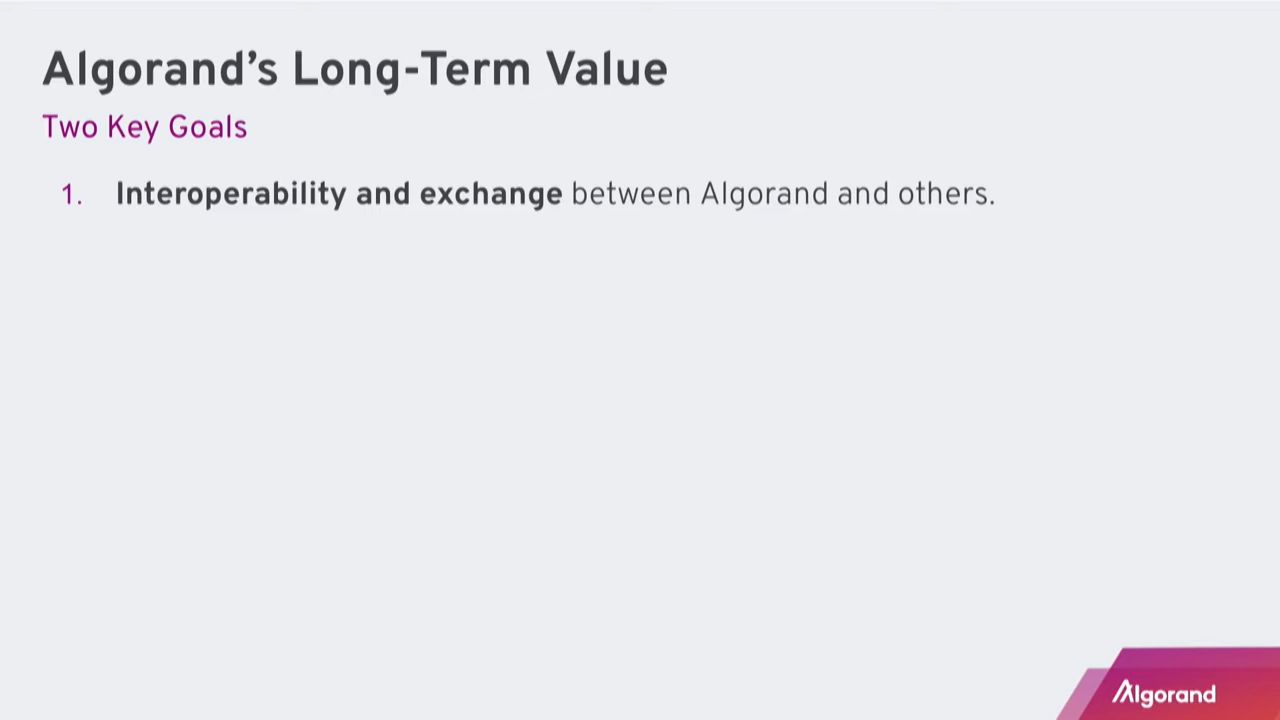 Algorand’s Long-Term Value
Two Key Goals
1. Interoperability and exchange between Algorand and others.
Algorand